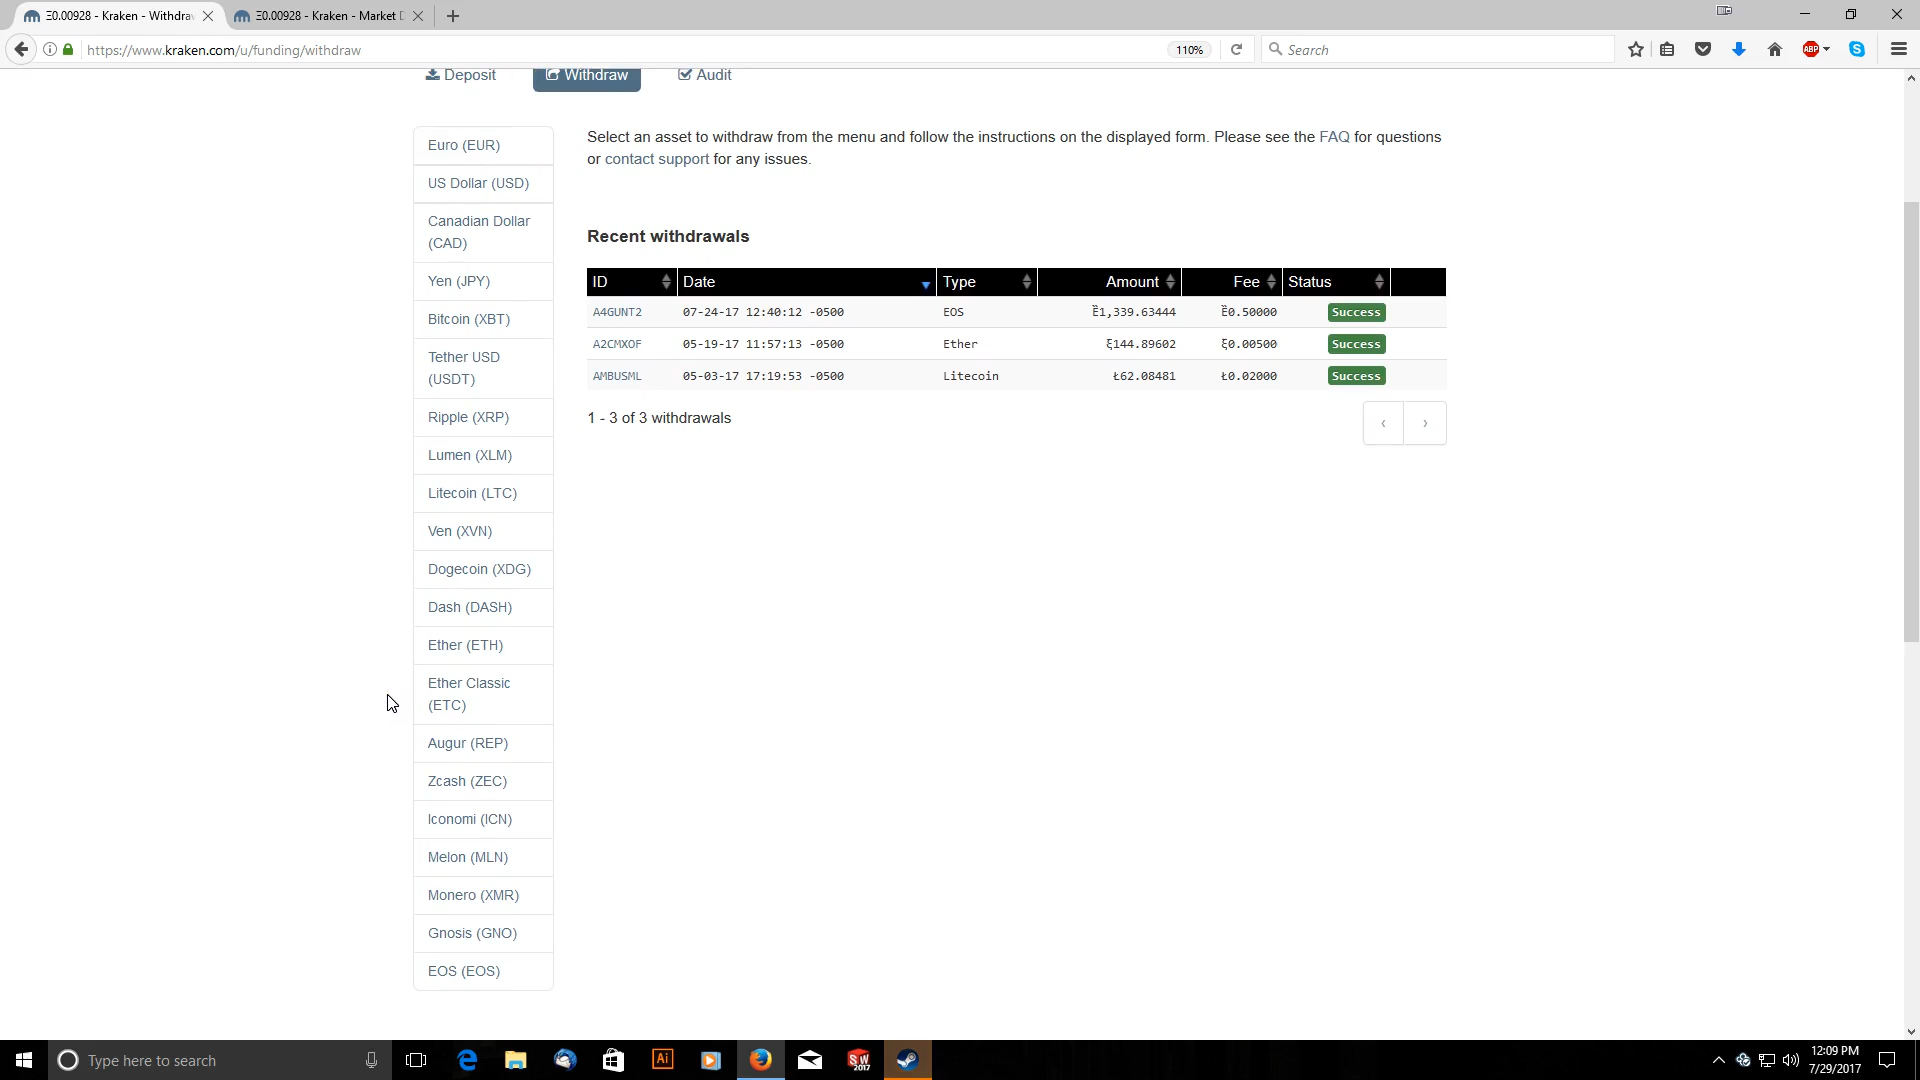 Ξ0.00928 - Kraken - Withdra
Ξ0.00928 - Kraken - Market
https://www.kraken.com/u/funding/withdraw
110%
Search
ABP
Deposit
Withdraw
Audit
Euro (EUR)
US Dollar (USD)
Canadian Dollar
(CAD)
Yen (JPY)
Bitcoin (XBT)
Tether USD
(USDT)
Ripple (XRP)
Lumen (XLM)
Litecoin (LTC)
Ven (XVN)
Dogecoin (XDG)
Dash (DASH)
Ether (ETH)
Ether Classic
(ETC)
Augur (REP)
Zcash (ZEC)
Iconomi (ICN)
Melon (MLN)
Monero (XMR)
Gnosis (GNO)
EOS (EOS)
Select an asset to withdraw from the menu and follow the instructions on the displayed form. Please see the FAQ for questions
or contact support for any issues.
Recent withdrawals
ID Date Type Amount Fee Status
A4GUNT2 07-24-17 12:40:12 -0500 EOS Ȅ1,339.63444 Ȅ0.50000 Success
A2CMXOF 05-19-17 11:57:13 -0500 Ether ξ144.89602 ξ0.00500 Success
AMBUSML 05-03-17 17:19:53 -0500 Litecoin Ł62.08481 Ł0.02000 Success
1 - 3 of 3 withdrawals
‹ ›
Type here to search
Ai
SW
2017
12:09 PM
7/29/2017